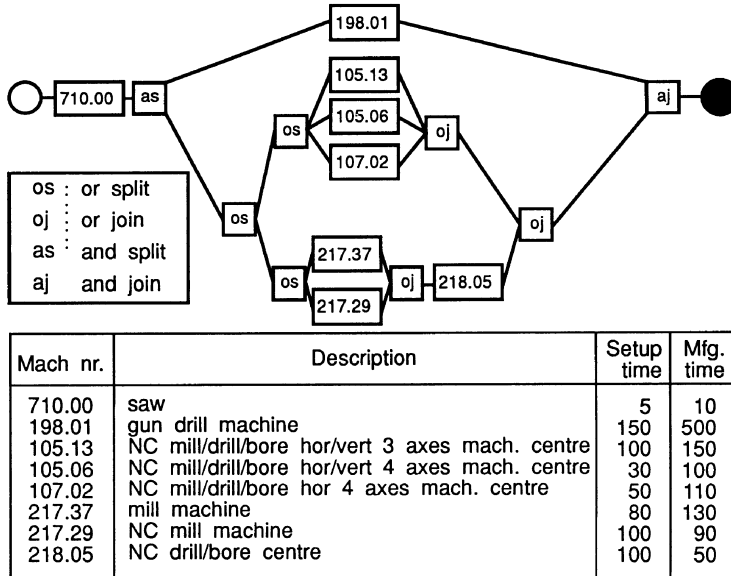 198.01
105.13
710.00 as aj
105.06
os oj
107.02
os : or split
oj : or join
as : and split
aj and join
os oj
217.37
os oj 218.05
217.29
Mach nr. Description Setup time Mfg. time
710.00 saw 5 10
198.01 gun drill machine 150 500
105.13 NC mill/drill/bore hor/vert 3 axes mach. centre 100 150
105.06 NC mill/drill/bore hor/vert 4 axes mach. centre 30 100
107.02 NC mill/drill/bore hor 4 axes mach. centre 50 110
217.37 mill machine 80 130
217.29 NC mill machine 100 90
218.05 NC drill/bore centre 100 50